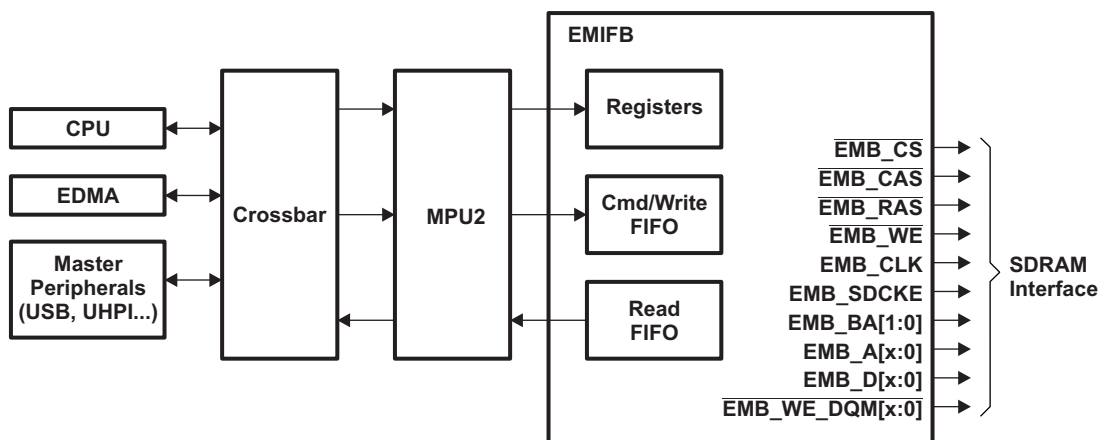 EMIFB
CPU
EDMA
Master
Peripherals
(USB, UHPI...)
Crossbar
MPU2
Registers
Cmd/Write
FIFO
Read
FIFO
EMB_CS
EMB_CAS
EMB_RAS
EMB_WE
EMB_CLK
EMB_SDCKE
EMB_BA[1:0]
EMB_A[x:0]
EMB_D[x:0]
EMB_WE_DQM[x:0]
SDRAM
Interface